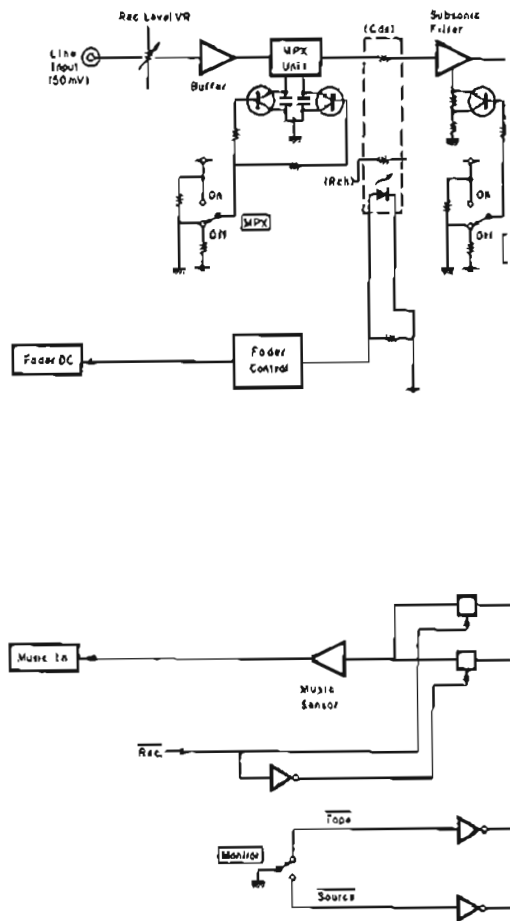 Rec Level VR
Line
Input
(50mV)
Buffer
MPX
Unit
(Cds)
Subsonic
Filter
(Rch)
On
Off
MPX
On
Off
Fader DC
Fader
Control
Music In
Music
Sensor
Rec.
Tape
Monitor
Source